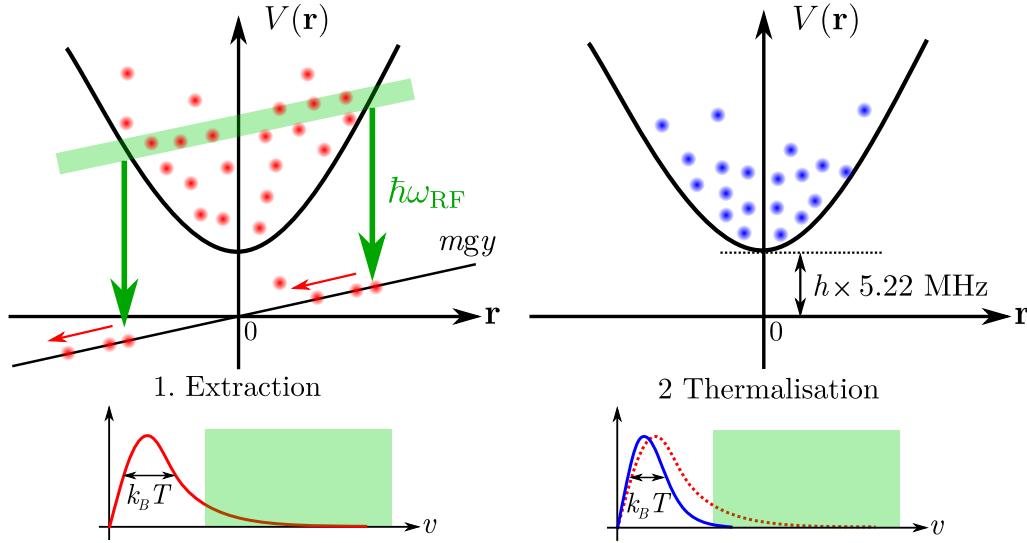 V(r)
ħω_RF
mgy
r
0
1. Extraction
k_B T
v
V(r)
h × 5.22 MHz
r
0
2 Thermalisation
k_B T
v